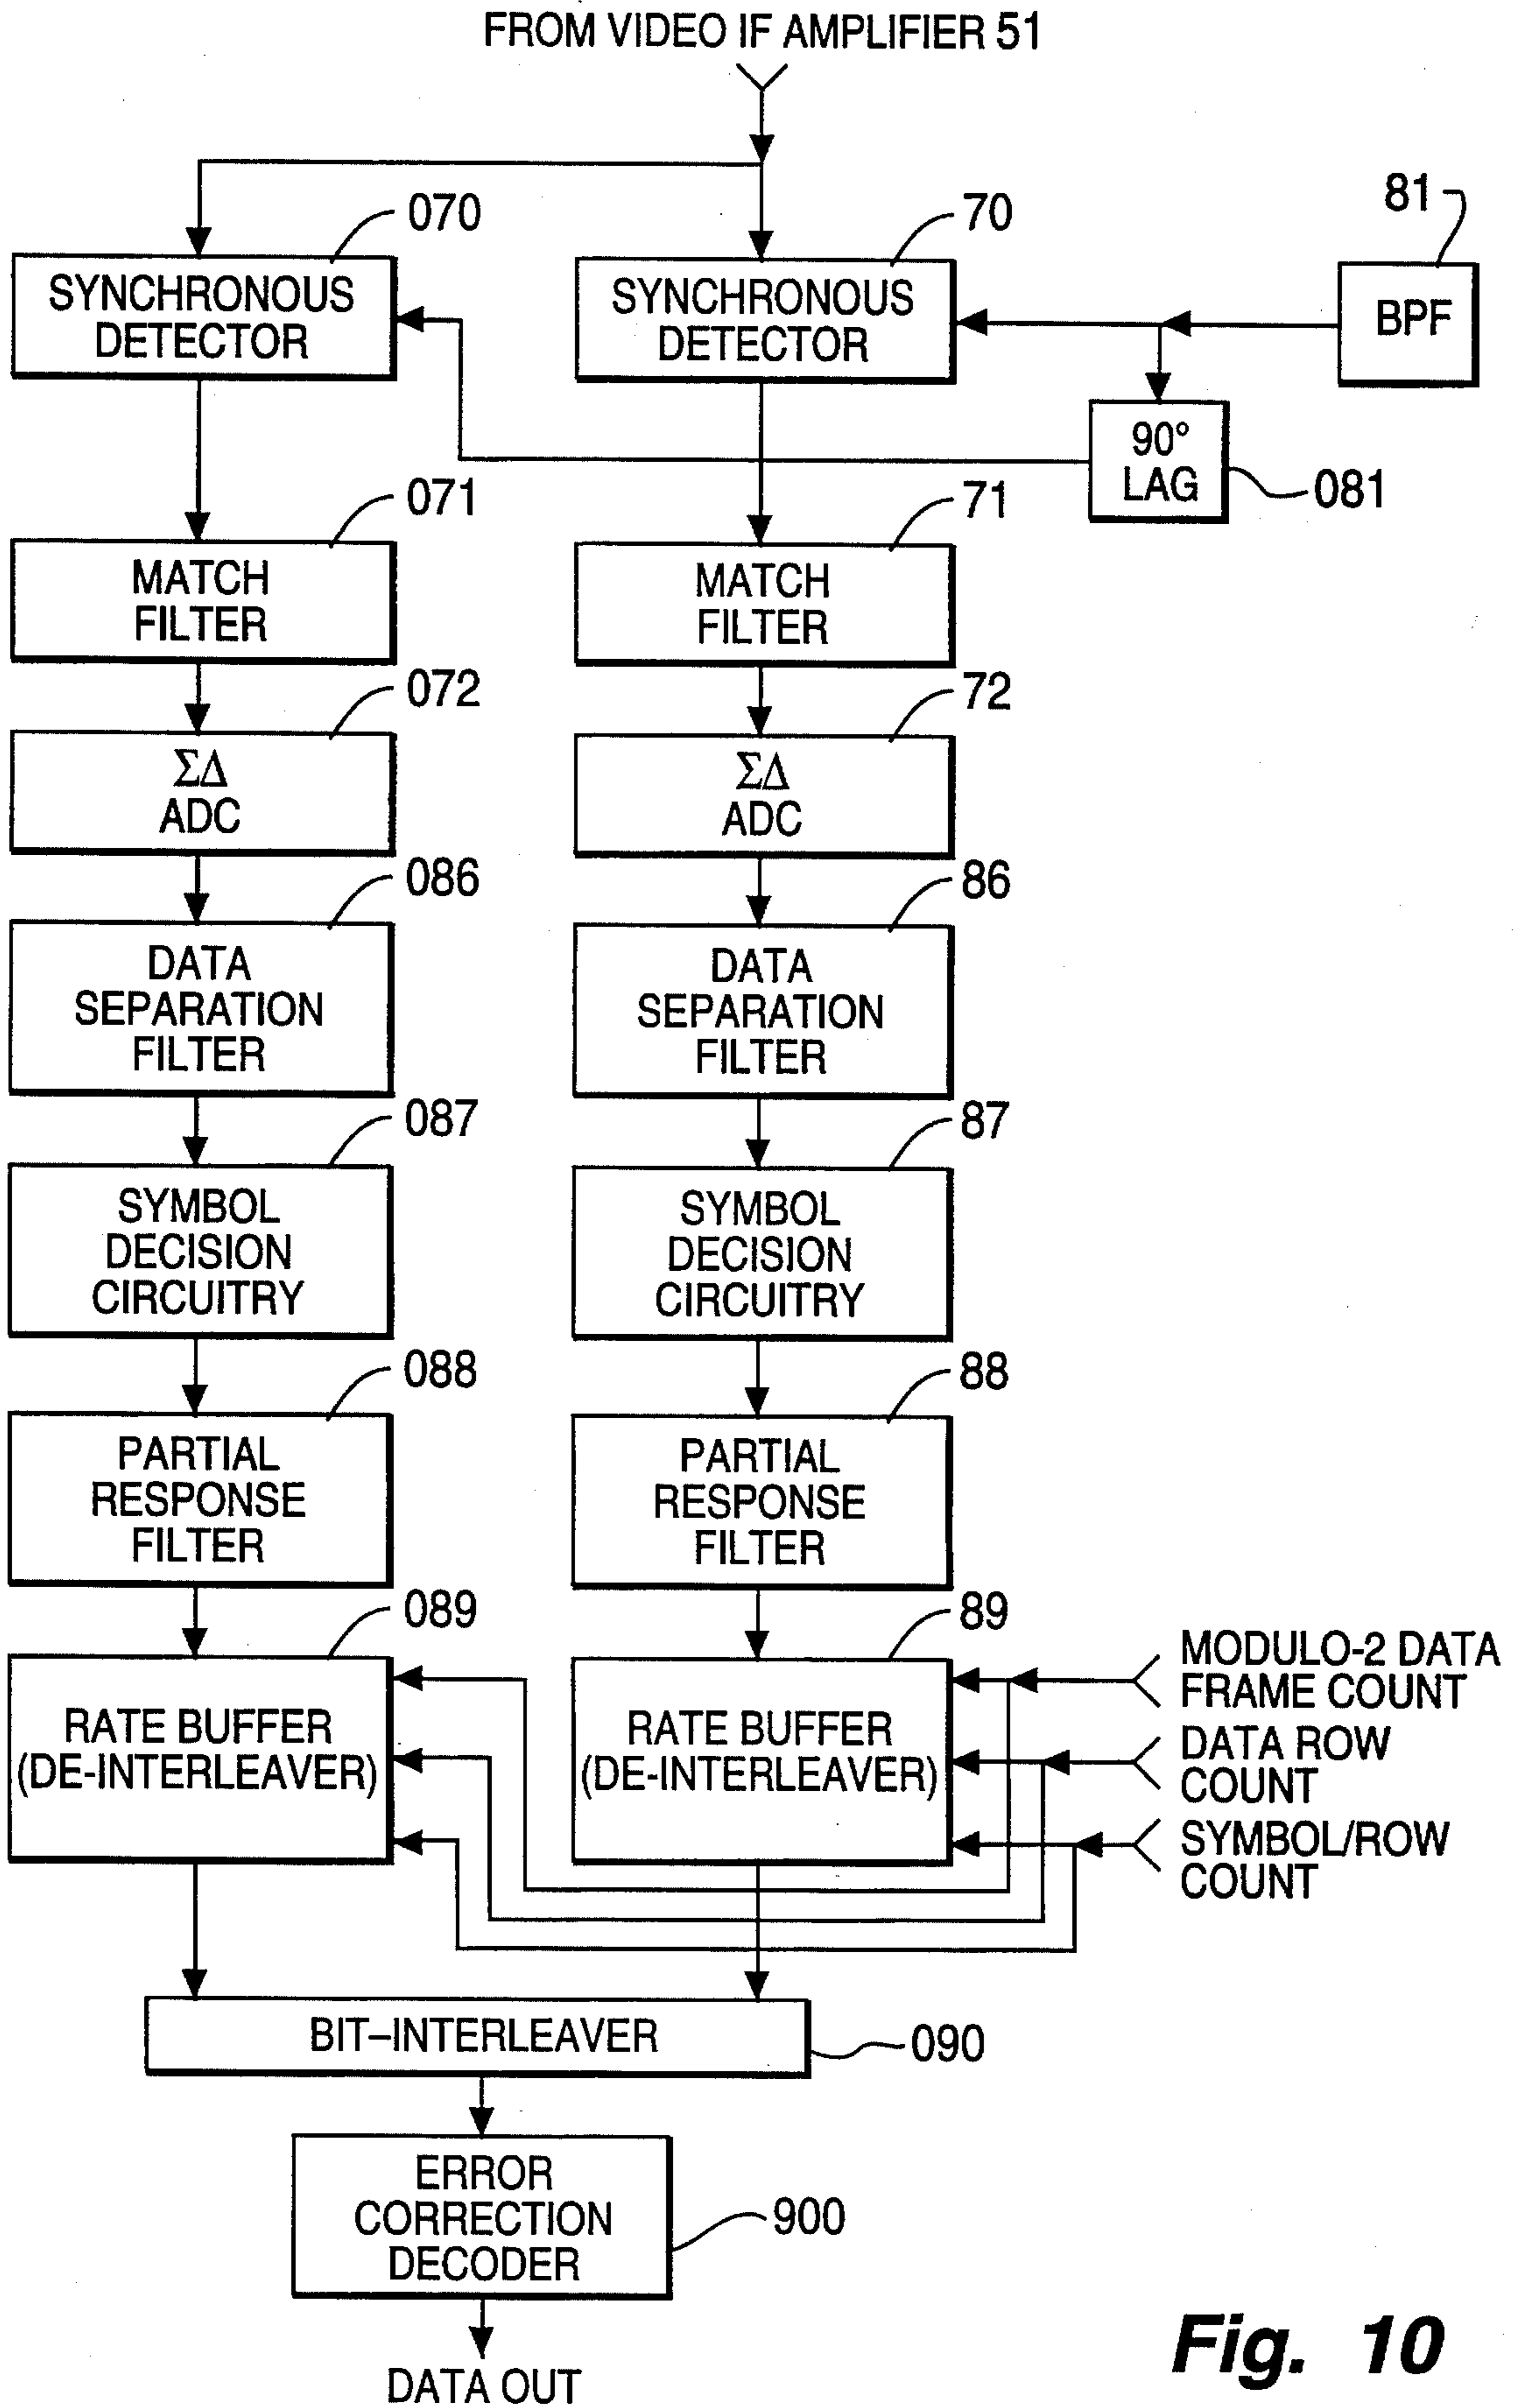 FROM VIDEO IF AMPLIFIER 51
070
70
81
SYNCHRONOUS
DETECTOR
SYNCHRONOUS
DETECTOR
BPF
90°
LAG
081
071
71
MATCH
FILTER
MATCH
FILTER
072
72
ΣΔ
ADC
ΣΔ
ADC
086
86
DATA
SEPARATION
FILTER
DATA
SEPARATION
FILTER
087
87
SYMBOL
DECISION
CIRCUITRY
SYMBOL
DECISION
CIRCUITRY
088
88
PARTIAL
RESPONSE
FILTER
PARTIAL
RESPONSE
FILTER
089
89
RATE BUFFER
(DE-INTERLEAVER)
RATE BUFFER
(DE-INTERLEAVER)
MODULO-2 DATA
FRAME COUNT
DATA ROW
COUNT
SYMBOL/ROW
COUNT
BIT–INTERLEAVER
090
ERROR
CORRECTION
DECODER
900
DATA OUT
Fig. 10